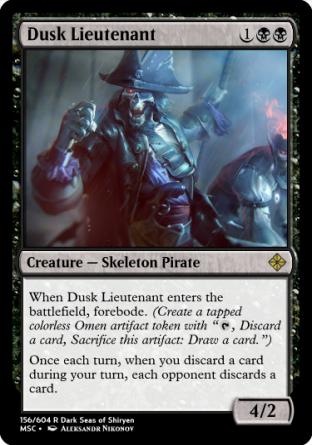 Dusk Lieutenant 1
Creature — Skeleton Pirate
When Dusk Lieutenant enters the
battlefield, forebode. (Create a tapped
colorless Omen artifact token with “, Discard
a card, Sacrifice this artifact: Draw a card.”)
Once each turn, when you discard a card
during your turn, each opponent discards a
card.
4/2
156/604 R Dark Seas of Shiryen
MSC • Aleksandr Nikonov